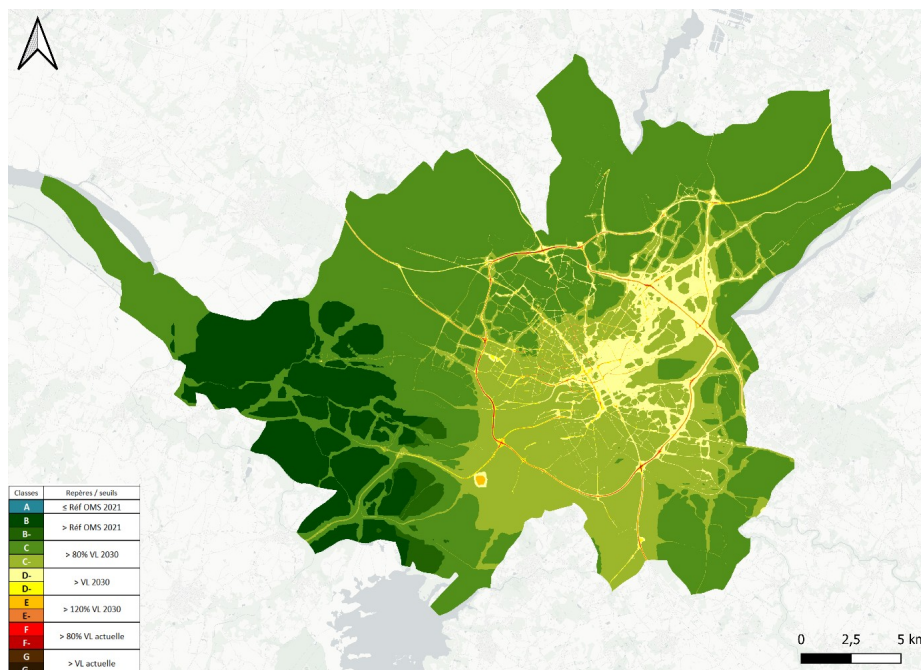 Classes Repères / seuils
A ≤ Réf OMS 2021
B > Réf OMS 2021
B-
C > 80% VL 2030
C-
D- > VL 2030
D-
E > 120% VL 2030
E-
F > 80% VL actuelle
F-
G > VL actuelle
G-
0 2,5 5 km